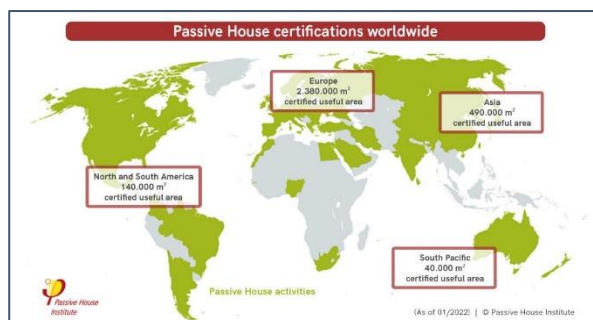 Passive House certifications worldwide
Europe
2.380.000 m²
certified useful area
Asia
490.000 m²
certified useful area
North and South America
140.000 m²
certified useful area
South Pacific
40.000 m²
certified useful area
Passive House activities
Passive House
Institute
(As of 01/2022) | © Passive House Institute